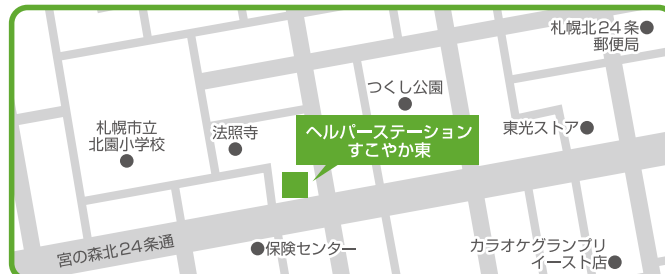 札幌北24条
郵便局
つくし公園
札幌市立
北園小学校
法照寺
ヘルパーステーション
すこやか東
東光ストア
宮の森北24条通
保険センター
カラオケグランプリ
イースト店